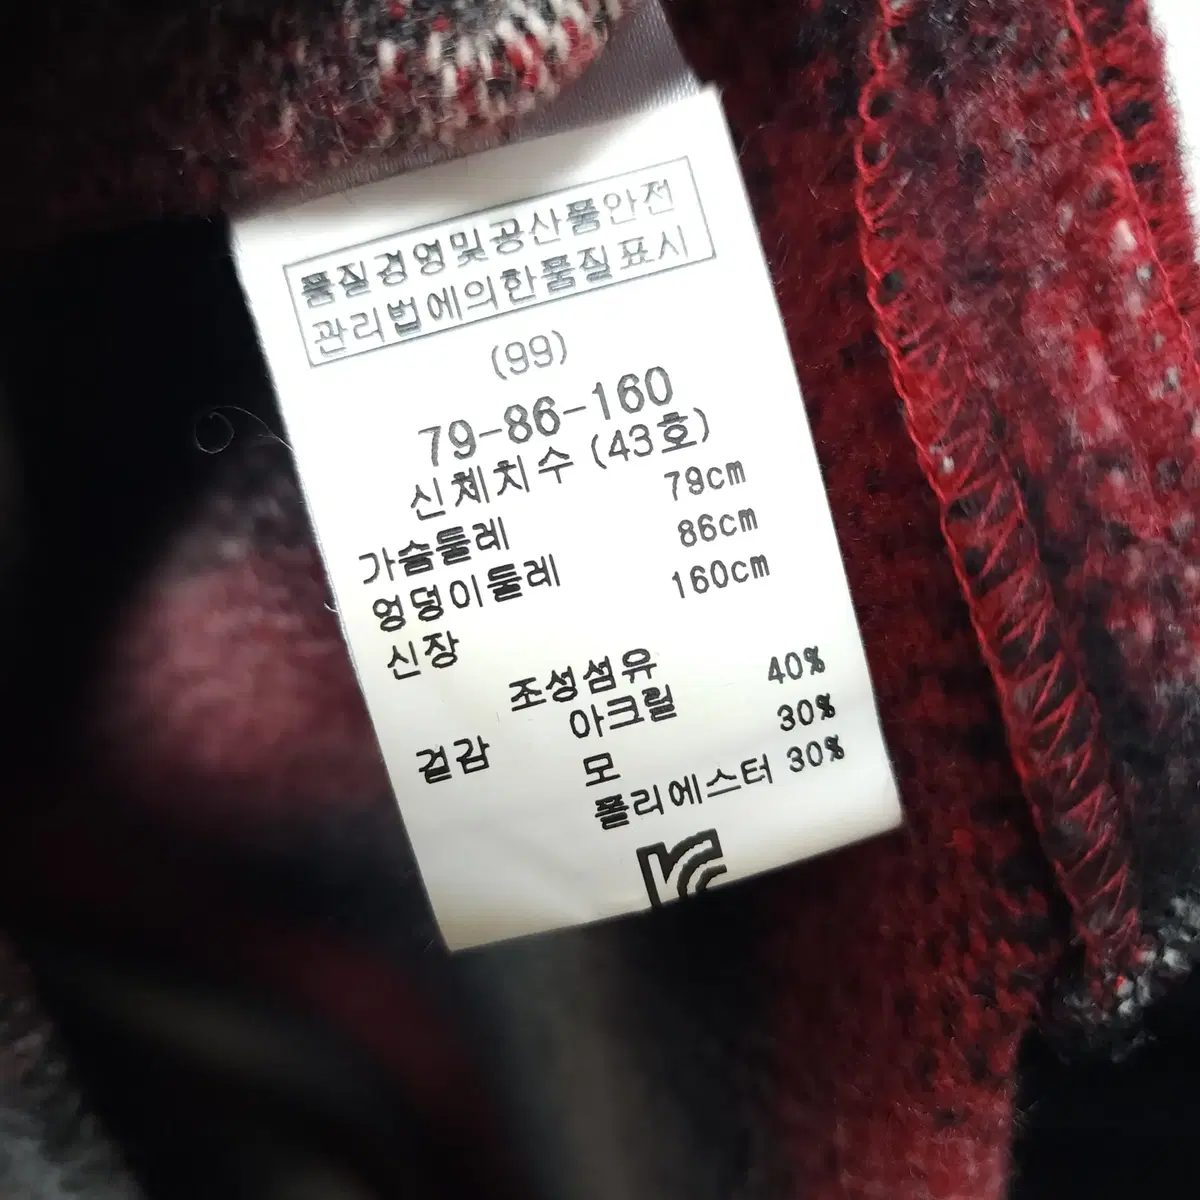 품질경영및공산품안전
관리법에의한품질표시
(99)
79-86-160
신체치수 (43호)
가슴둘레 79cm
엉덩이둘레 86cm
신장 160cm
조성섬유
겉감 아크릴 40%
모 30%
폴리에스터 30%